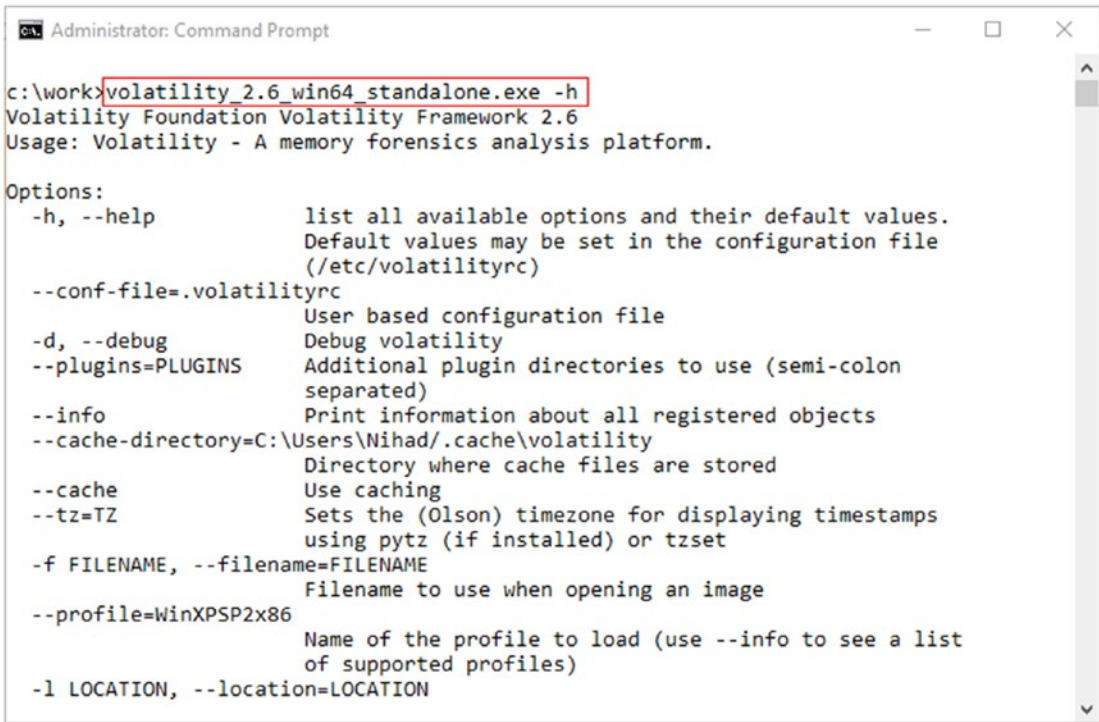 Administrator: Command Prompt
c:\work>volatility_2.6_win64_standalone.exe -h
Volatility Foundation Volatility Framework 2.6
Usage: Volatility - A memory forensics analysis platform.
Options:
-h, --help list all available options and their default values.
Default values may be set in the configuration file
(/etc/volatilityrc)
--conf-file=.volatilityrc
User based configuration file
-d, --debug Debug volatility
--plugins=PLUGINS Additional plugin directories to use (semi-colon
separated)
--info Print information about all registered objects
--cache-directory=C:\Users\Nihad/.cache\volatility
Directory where cache files are stored
--cache Use caching
--tz=TZ Sets the (Olson) timezone for displaying timestamps
using pytz (if installed) or tzset
-f FILENAME, --filename=FILENAME
Filename to use when opening an image
--profile=WinXPSP2x86
Name of the profile to load (use --info to see a list
of supported profiles)
-l LOCATION, --location=LOCATION